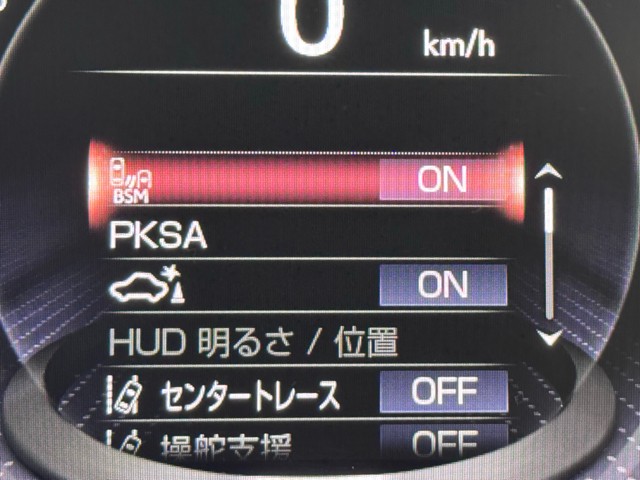 0
km/h
BSM ON
PKSA
ON
HUD 明るさ / 位置
センタートレース OFF
操舵支援 OFF